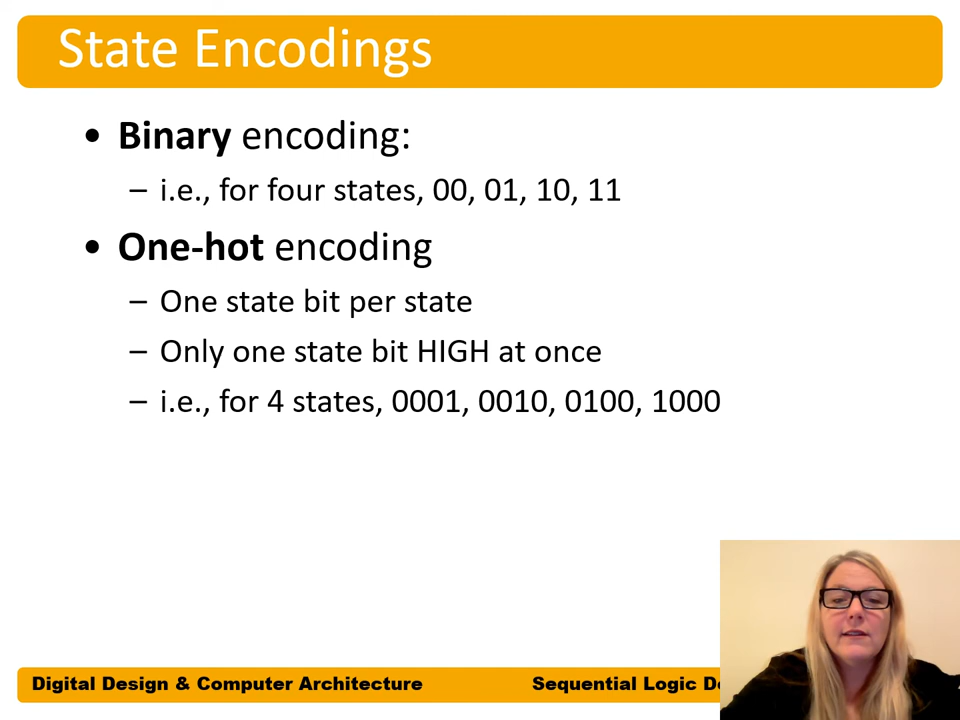 State Encodings
• Binary encoding:
– i.e., for four states, 00, 01, 10, 11
• One-hot encoding
– One state bit per state
– Only one state bit HIGH at once
– i.e., for 4 states, 0001, 0010, 0100, 1000
Digital Design & Computer Architecture
Sequential Logic